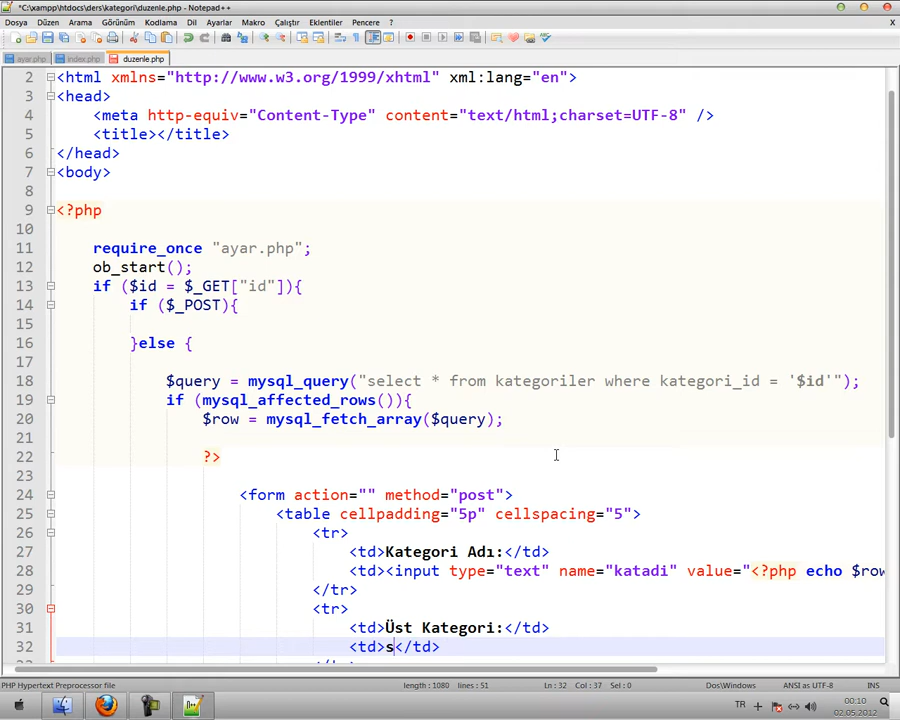 *C:\xampp\htdocs\ders\kategori\duzenle.php - Notepad++
Dosya Düzen Arama Görünüm Kodlama Dil Ayarlar Makro Çalıştır Eklentiler Pencere ? X
ayar.php index.php duzenle.php
2 <html xmlns="http://www.w3.org/1999/xhtml" xml:lang="en">
3 <head>
4 <meta http-equiv="Content-Type" content="text/html;charset=UTF-8" />
5 <title></title>
6 </head>
7 <body>
8
9 <?php
10
11 require_once "ayar.php";
12 ob_start();
13 if ($id = $_GET["id"]){
14 if ($_POST){
15
16 }else {
17
18 $query = mysql_query("select * from kategoriler where kategori_id = '$id'");
19 if (mysql_affected_rows()){
20 $row = mysql_fetch_array($query);
21
22 ?>
23
24 <form action="" method="post">
25 <table cellpadding="5p" cellspacing="5">
26 <tr>
27 <td>Kategori Adı:</td>
28 <td><input type="text" name="katadi" value="<?php echo $row
29 </tr>
30 <tr>
31 <td>Üst Kategori:</td>
32 <td>s</td>
PHP Hypertext Preprocessor file length : 1080 lines : 51 Ln : 32 Col : 37 Sel : 0 Dos\Windows ANSI as UTF-8 INS
TR 00:10
02.05.2012